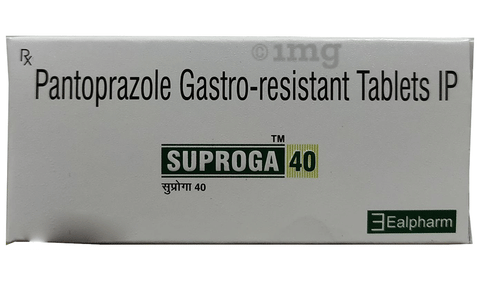 ©1mg
Rx
Pantoprazole Gastro-resistant Tablets IP
SUPROGA 40 TM
सुप्रोगा 40
Ealpharm